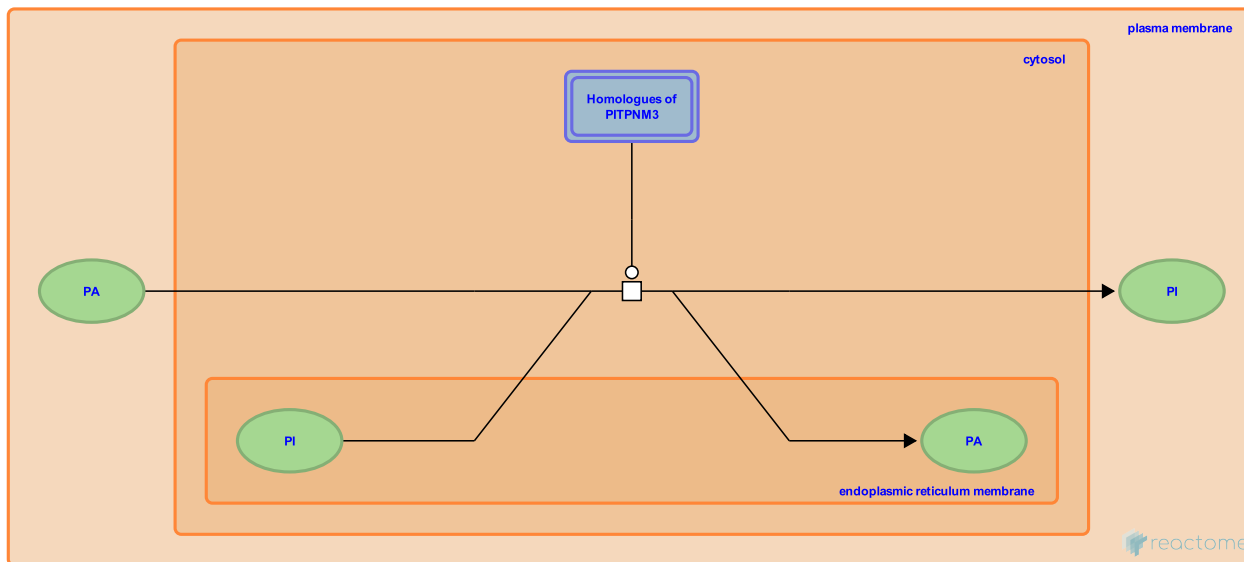 plasma membrane
cytosol
Homologues of
PITPNM3
PA
PI
PI
PA
endoplasmic reticulum membrane
reactome